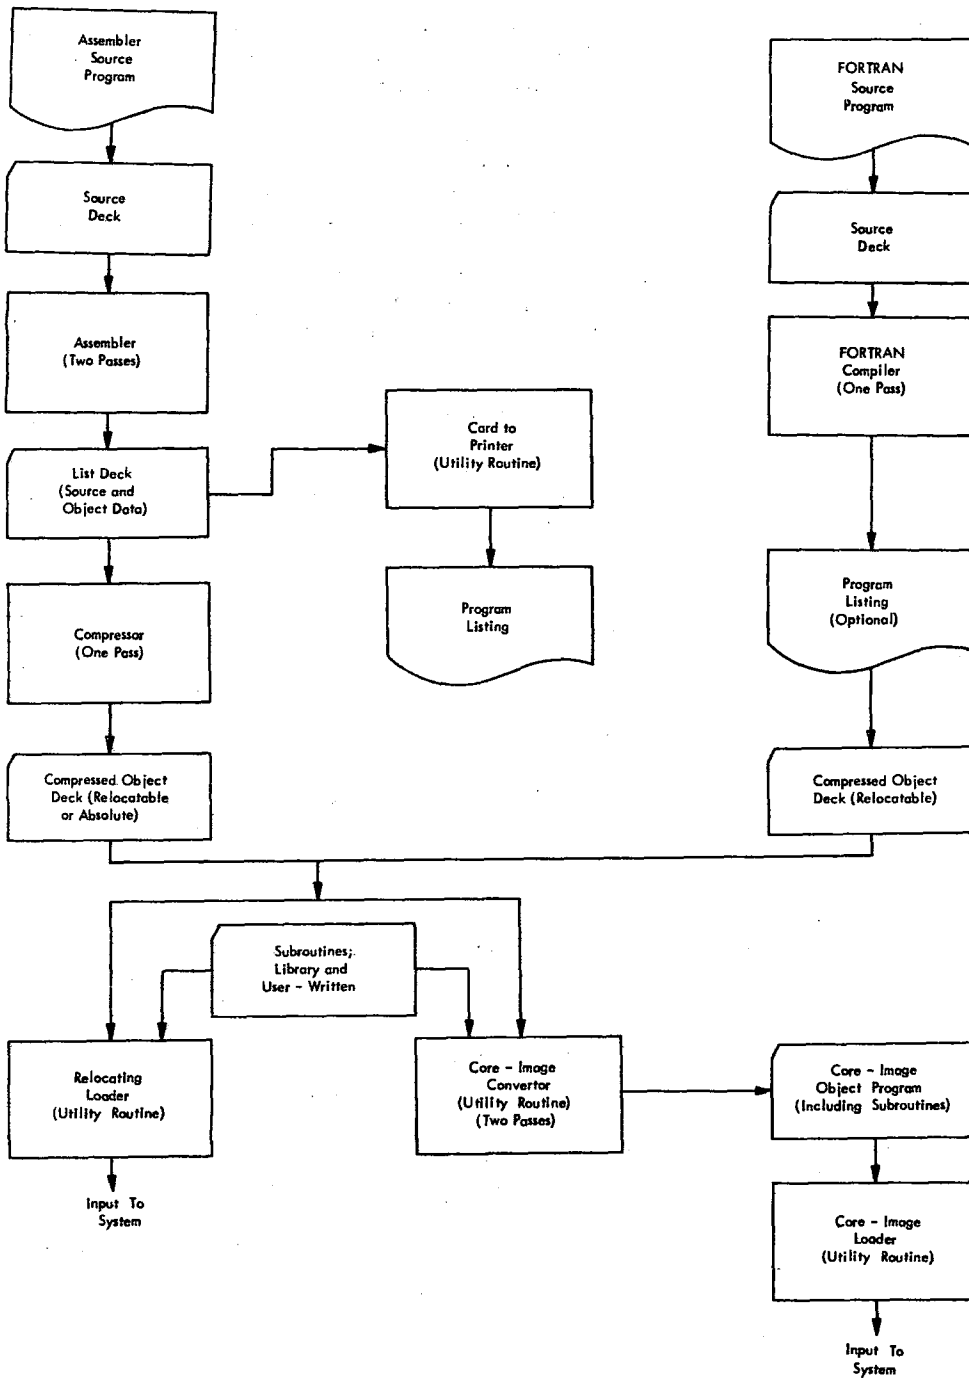 Assembler
Source
Program
FORTRAN
Source
Program
Source
Deck
Source
Deck
Assembler
(Two Passes)
FORTRAN
Compiler
(One Pass)
Card to
Printer
(Utility Routine)
List Deck
(Source and
Object Data)
Program
Listing
(Optional)
Program
Listing
Compressor
(One Pass)
Compressed Object
Deck (Relocatable
or Absolute)
Compressed Object
Deck (Relocatable)
Subroutines;
Library and
User - Written
Relocating
Loader
(Utility Routine)
Core - Image
Convertor
(Utility Routine)
(Two Passes)
Core - Image
Object Program
(Including Subroutines)
Input To
System
Core - Image
Loader
(Utility Routine)
Input To
System